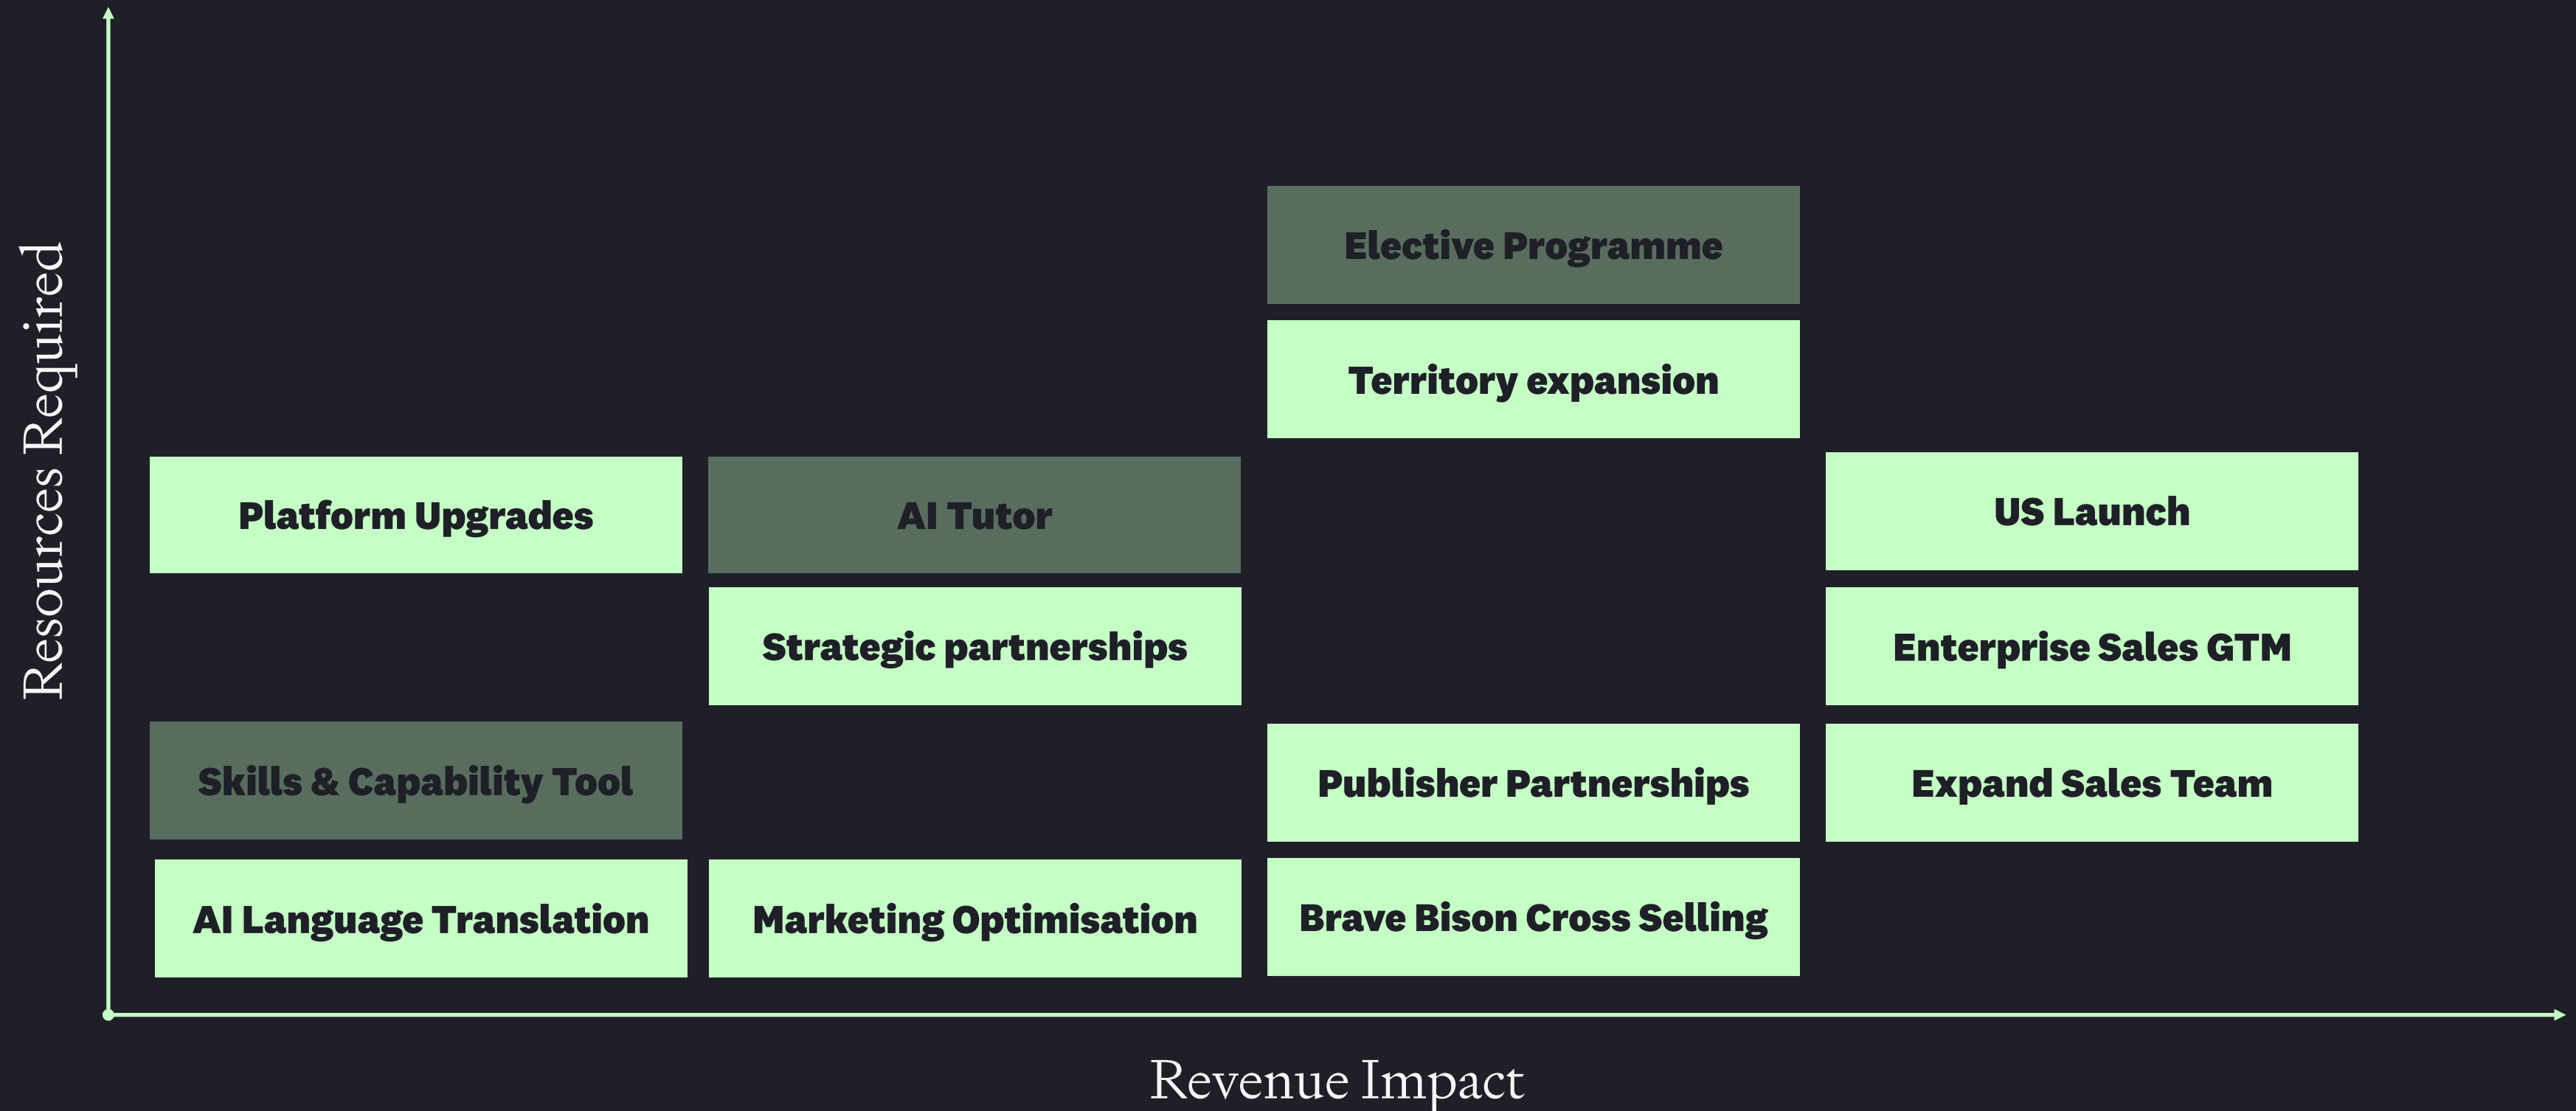 Resources Required
Elective Programme
Territory expansion
Platform Upgrades
AI Tutor
US Launch
Strategic partnerships
Enterprise Sales GTM
Skills & Capability Tool
Publisher Partnerships
Expand Sales Team
AI Language Translation
Marketing Optimisation
Brave Bison Cross Selling
Revenue Impact